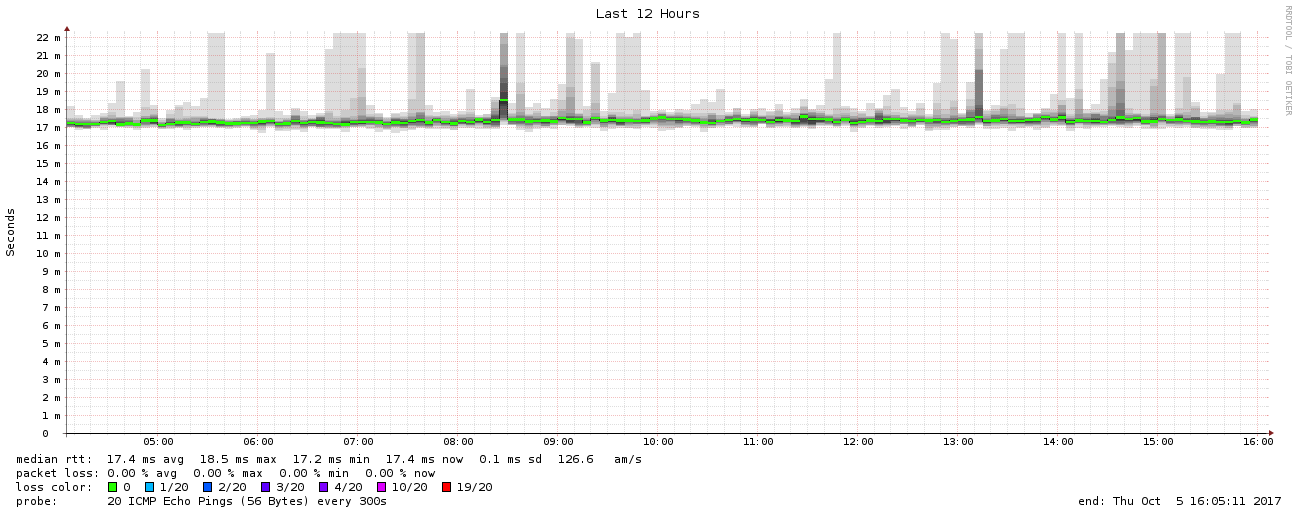 Last 12 Hours
RRDTOOL / TOBI OETIKER
22 m
21 m
20 m
19 m
18 m
17 m
16 m
15 m
14 m
13 m
12 m
11 m
10 m
9 m
8 m
7 m
6 m
5 m
4 m
3 m
2 m
1 m
0
Seconds
05:00 06:00 07:00 08:00 09:00 10:00 11:00 12:00 13:00 14:00 15:00 16:00
median rtt: 17.4 ms avg 18.5 ms max 17.2 ms min 17.4 ms now 0.1 ms sd 126.6 am/s
packet loss: 0.00 % avg 0.00 % max 0.00 % min 0.00 % now
loss color: 0 1/20 2/20 3/20 4/20 10/20 19/20
probe: 20 ICMP Echo Pings (56 Bytes) every 300s end: Thu Oct 5 16:05:11 2017